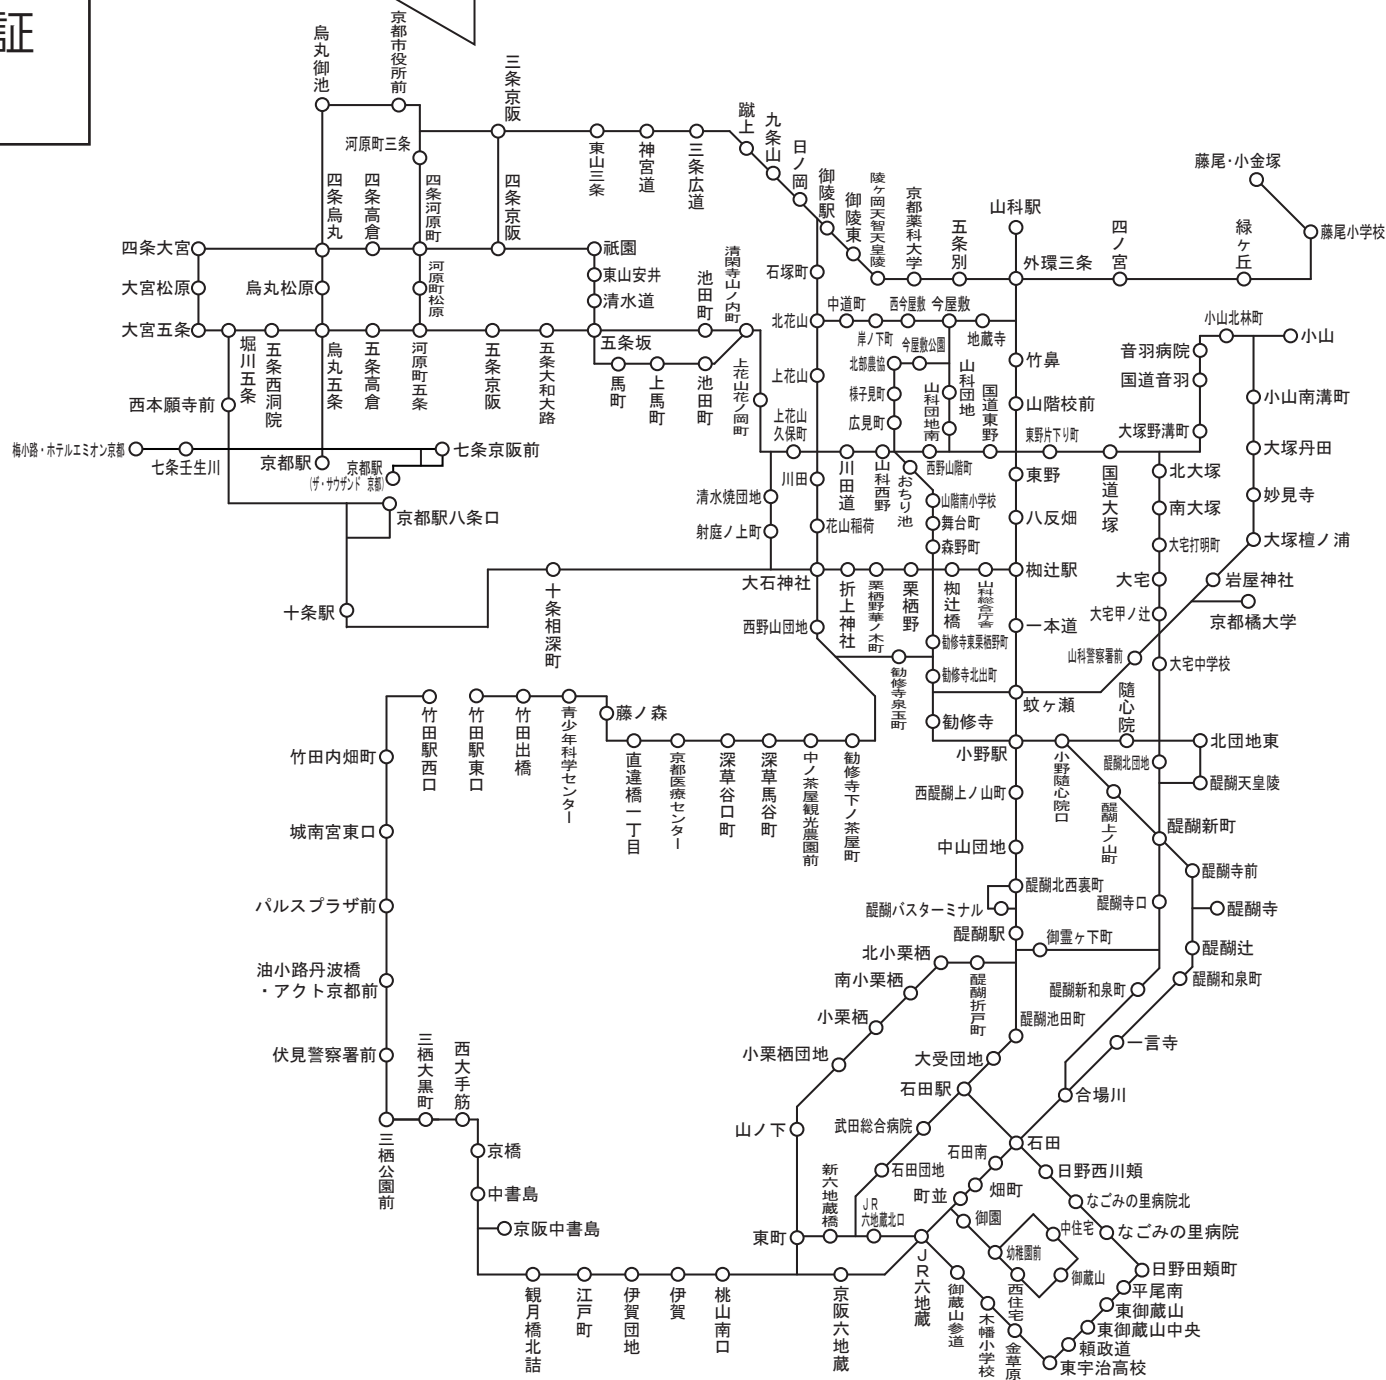 証
烏丸御池
京都市役所前
三条京阪
河原町三条
東山三条
神宮道
三条広道
蹴上
九条山
日ノ岡
御陵駅
御陵東
陵ヶ岡天智天皇陵
京都薬科大学
五条別
山科駅
外環三条
四ノ宮
緑ヶ丘
藤尾・小金塚
藤尾小学校
四条烏丸
四条高倉
四条河原町
四条京阪
四条大宮
祇園
東山安井
清水道
大宮松原
烏丸松原
河原町松原
大宮五条
堀川五条
五条西洞院
烏丸五条
五条高倉
河原町五条
五条京阪
五条大和大路
五条坂
池田町
清閑寺山ノ内町
馬町
上馬町
池田町
上花山花ノ岡町
西本願寺前
梅小路・ホテルエミオン京都
七条壬生川
京都駅
京都駅
(ザ・サウザンド 京都)
七条京阪前
京都駅八条口
十条駅
十条相深町
石塚町
北花山
中道町
岸ノ下町
西今屋敷
今屋敷
地蔵寺
今屋敷公園
北部農協
様子見町
広見町
山科団地
山科団地南
国道東野
竹鼻
山階校前
東野片下り町
上花山
上花山
久保町
川田
川田道
山科西野
おちり池
西野山階町
東野
国道大塚
大塚野溝町
国道音羽
音羽病院
小山北林町
小山
小山南溝町
大塚丹田
妙見寺
大塚檀ノ浦
岩屋神社
京都橘大学
山科警察署前
北大塚
南大塚
大宅打明町
大宅
大宅甲ノ辻
大宅中学校
清水焼団地
射庭ノ上町
花山稲荷
山階南小学校
舞台町
森野町
八反畑
大石神社
折上神社
栗栖野華ノ木町
栗栖野
椥辻橋
山科総合庁舎
椥辻駅
西野山団地
一本道
勧修寺東栗栖野町
勧修寺北出町
勧修寺泉玉町
勧修寺
蚊ヶ瀬
小野駅
小野随心院口
随心院
北団地東
醍醐北団地
醍醐天皇陵
竹田駅西口
竹田駅東口
竹田出橋
青少年科学センター
藤ノ森
直違橋一丁目
京都医療センター
深草谷口町
深草馬谷町
中ノ茶屋観光農園前
勧修寺下ノ茶屋町
竹田内畑町
城南宮東口
パルスプラザ前
油小路丹波橋
・アクト京都前
伏見警察署前
三栖大黒町
西大手筋
三栖公園前
京橋
中書島
京阪中書島
観月橋北詰
江戸町
伊賀団地
伊賀
桃山南口
京阪六地蔵
西醍醐上ノ山町
中山団地
醍醐北西裏町
醍醐バスターミナル
醍醐駅
御霊ヶ下町
醍醐上ノ山町
醍醐新町
醍醐寺前
醍醐寺口
醍醐寺
醍醐辻
醍醐和泉町
醍醐新和泉町
一言寺
合場川
北小栗栖
南小栗栖
小栗栖
小栗栖団地
醍醐折戸町
醍醐池田町
大受団地
石田駅
武田総合病院
石田団地
山ノ下
東町
新六地蔵橋
JR
六地蔵北口
JR六地蔵
石田
石田南
畑町
町並
御園
幼稚園前
西住宅
中住宅
御蔵山
日野西川頬
なごみの里病院北
なごみの里病院
日野田頬町
平尾南
東御蔵山
東御蔵山中央
頼政道
東宇治高校
御蔵山参道
木幡小学校
金草原